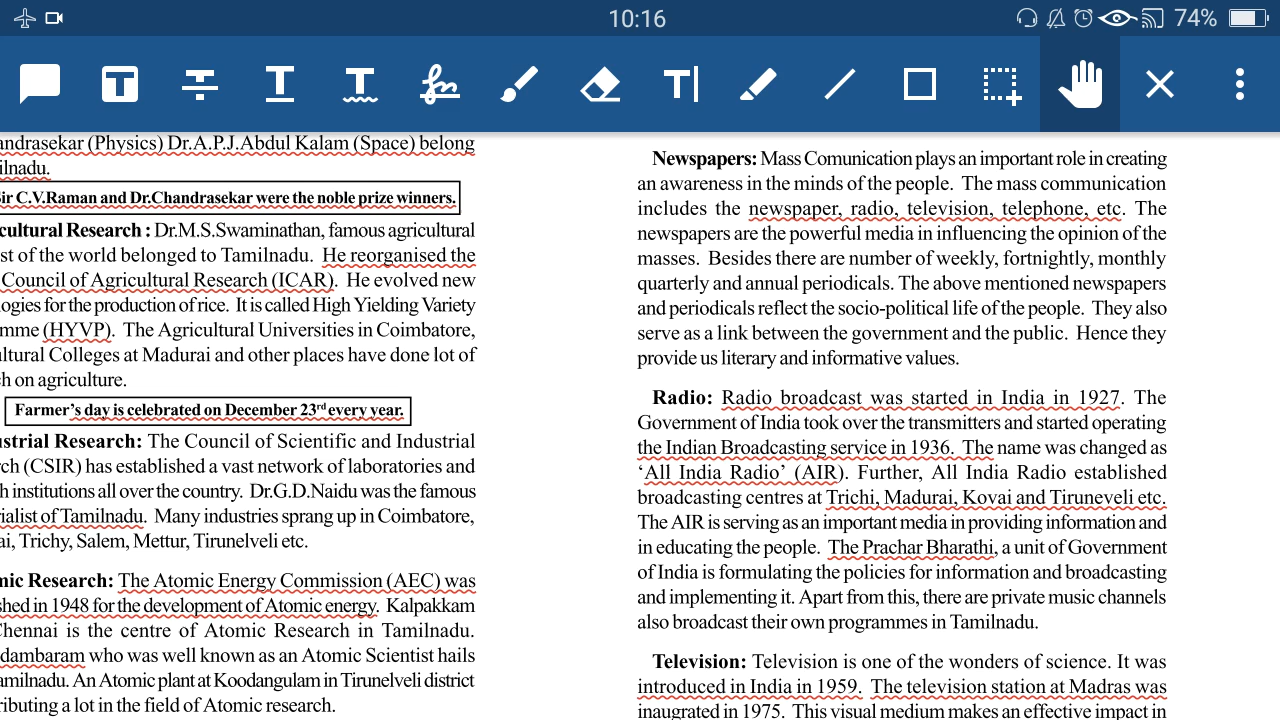 10:16
74%
andrasekar (Physics) Dr.A.P.J.Abdul Kalam (Space) belong
ilnadu.
Sir C.V.Raman and Dr.Chandrasekar were the noble prize winners.
cultural Research : Dr.M.S.Swaminathan, famous agricultural
st of the world belonged to Tamilnadu. He reorganised the
Council of Agricultural Research (ICAR). He evolved new
logies for the production of rice. It is called High Yielding Variety
mme (HYVP). The Agricultural Universities in Coimbatore,
ltural Colleges at Madurai and other places have done lot of
h on agriculture.
Farmer's day is celebrated on December 23rd every year.
ustrial Research: The Council of Scientific and Industrial
rch (CSIR) has established a vast network of laboratories and
h institutions all over the country. Dr.G.D.Naidu was the famous
rialist of Tamilnadu. Many industries sprang up in Coimbatore,
ai, Trichy, Salem, Mettur, Tirunelveli etc.
mic Research: The Atomic Energy Commission (AEC) was
shed in 1948 for the development of Atomic energy. Kalpakkam
Chennai is the centre of Atomic Research in Tamilnadu.
dambaram who was well known as an Atomic Scientist hails
amilnadu. An Atomic plant at Koodangulam in Tirunelveli district
ributing a lot in the field of Atomic research.
Newspapers: Mass Comunication plays an important role in creating
an awareness in the minds of the people. The mass communication
includes the newspaper, radio, television, telephone, etc. The
newspapers are the powerful media in influencing the opinion of the
masses. Besides there are number of weekly, fortnightly, monthly
quarterly and annual periodicals. The above mentioned newspapers
and periodicals reflect the socio-political life of the people. They also
serve as a link between the government and the public. Hence they
provide us literary and informative values.
Radio: Radio broadcast was started in India in 1927. The
Government of India took over the transmitters and started operating
the Indian Broadcasting service in 1936. The name was changed as
‘All India Radio’ (AIR). Further, All India Radio established
broadcasting centres at Trichi, Madurai, Kovai and Tiruneveli etc.
The AIR is serving as an important media in providing information and
in educating the people. The Prachar Bharathi, a unit of Government
of India is formulating the policies for information and broadcasting
and implementing it. Apart from this, there are private music channels
also broadcast their own programmes in Tamilnadu.
Television: Television is one of the wonders of science. It was
introduced in India in 1959. The television station at Madras was
inaugrated in 1975. This visual medium makes an effective impact in